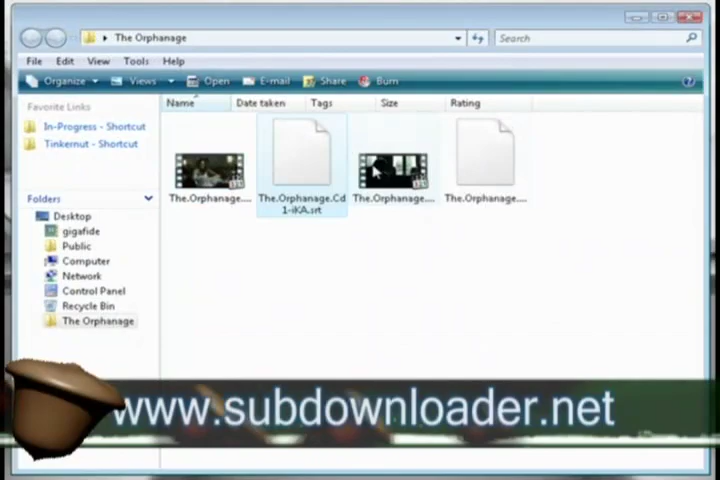 The Orphanage
Search
File Edit View Tools Help
Organize Views Open E-mail Share Burn
Favorite Links
In-Progress - Shortcut
Tinkernut - Shortcut
Folders
Desktop
gigafide
Public
Computer
Network
Control Panel
Recycle Bin
The Orphanage
Name Date taken Tags Size Rating
The.Orphanage.... The.Orphanage.Cd The.Orphanage.... The.Orphanage....
1-iKA.srt
www.subdownloader.net